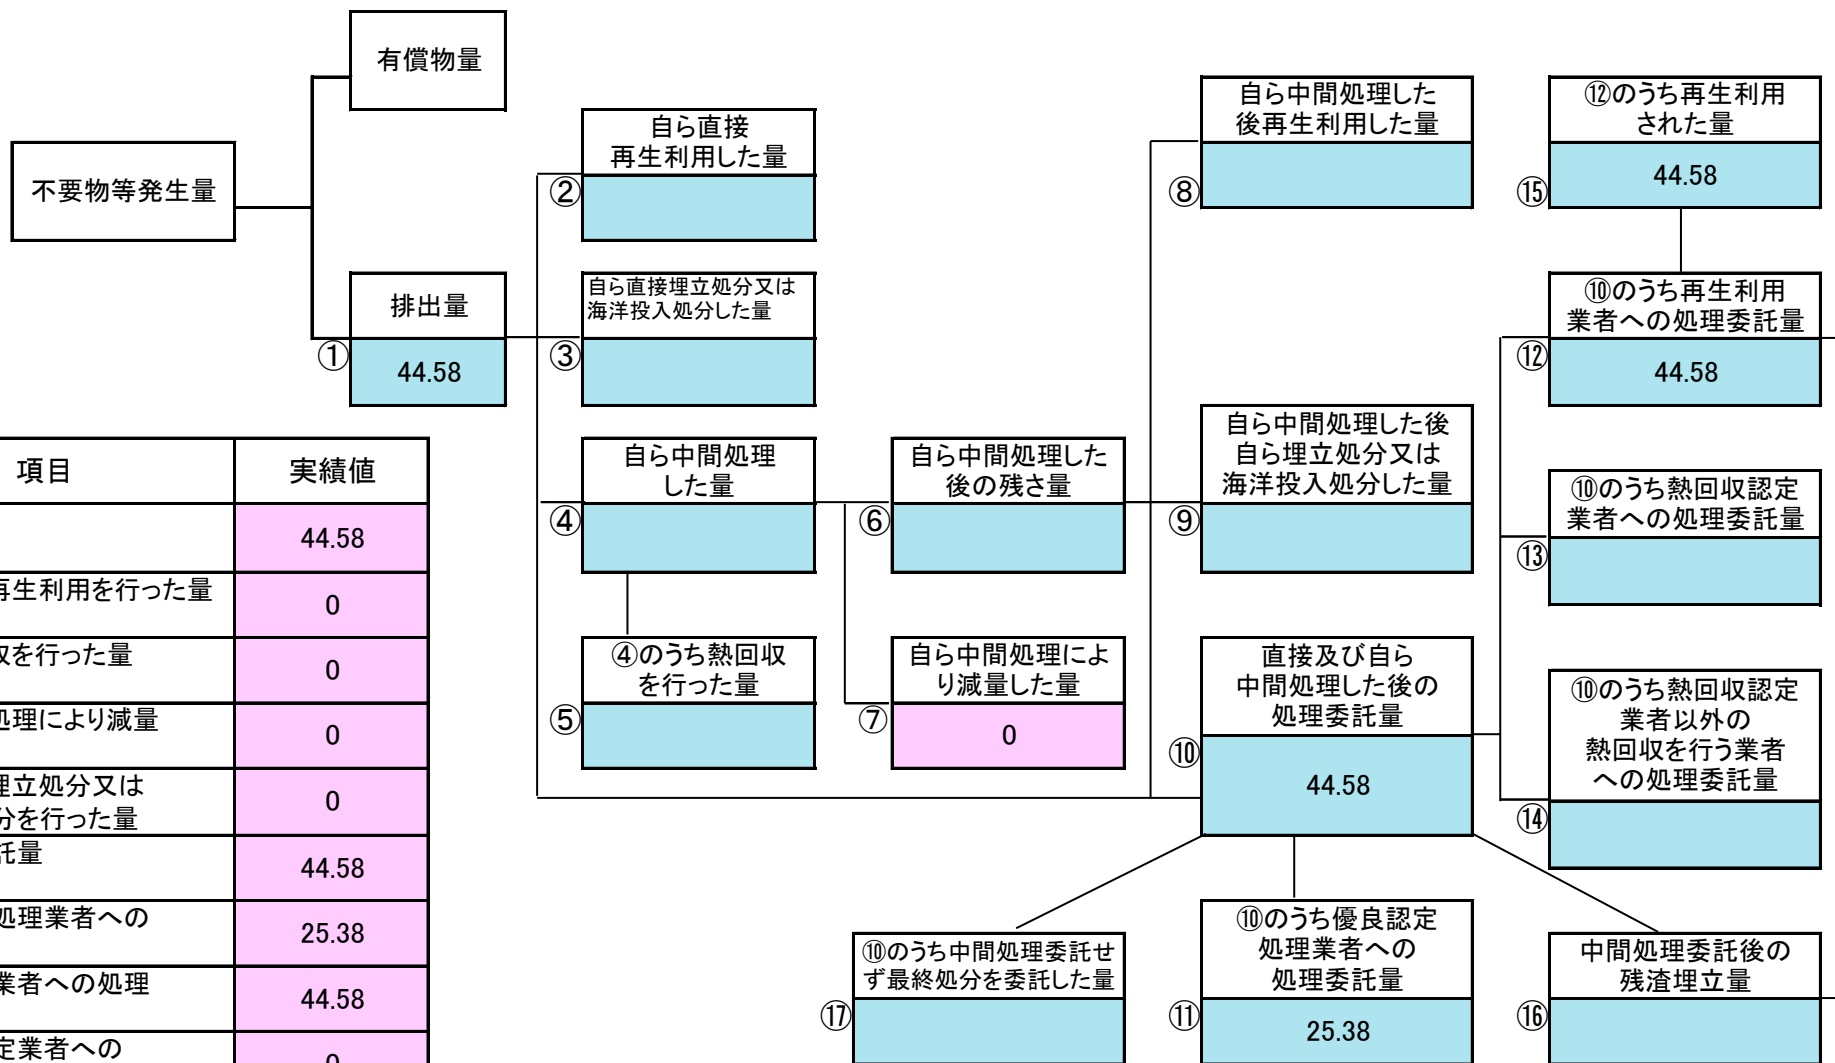 有償物量
不要物等発生量
排出量
①
44.58
自ら直接
再生利用した量
②
自ら直接埋立処分又は
海洋投入処分した量
③
自ら中間処理
した量
④
④のうち熱回収
を行った量
⑤
自ら中間処理した
後の残さ量
⑥
自ら中間処理によ
り減量した量
⑦
0
自ら中間処理した
後再生利用した量
⑧
自ら中間処理した後
自ら埋立処分又は
海洋投入処分した量
⑨
直接及び自ら
中間処理した後の
処理委託量
⑩
44.58
⑫のうち再生利用
された量
⑮
44.58
⑩のうち再生利用
業者への処理委託量
⑫
44.58
⑩のうち熱回収認定
業者への処理委託量
⑬
⑩のうち熱回収認定
業者以外の
熱回収を行う業者
への処理委託量
⑭
⑩のうち中間処理委託せ
ず最終処分を委託した量
⑰
⑩のうち優良認定
処理業者への
処理委託量
⑪
25.38
中間処理委託後の
残渣埋立量
⑯
項目 実績値
44.58
再生利用を行った量
0
を行った量
0
処理により減量
0
埋立処分又は
分を行った量
0
託量
44.58
処理業者への
25.38
業者への処理
44.58
定業者への